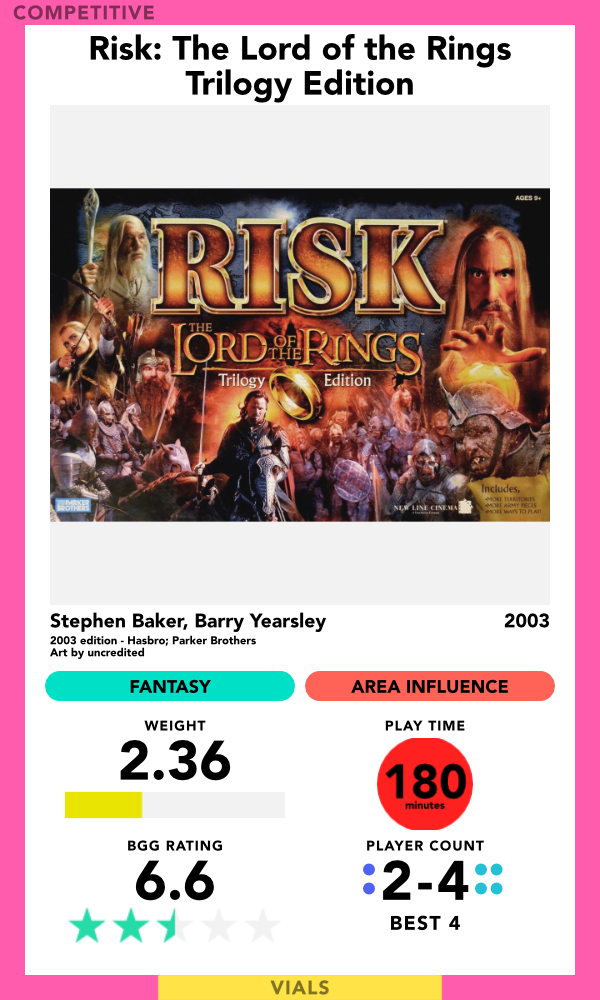 COMPETITIVE
Risk: The Lord of the Rings
Trilogy Edition
AGES 9+
RISK
THE
LORD OF THE RINGS
Trilogy Edition
PARKER
BROTHERS
NEW LINE CINEMA
Includes,
•MORE TERRITORIES
•MORE ARMY PIECES
•MORE WAYS TO PLAY!
Stephen Baker, Barry Yearsley 2003
2003 edition - Hasbro; Parker Brothers
Art by uncredited
FANTASY AREA INFLUENCE
WEIGHT PLAY TIME
2.36 180
minutes
BGG RATING PLAYER COUNT
6.6 2-4
BEST 4
VIALS